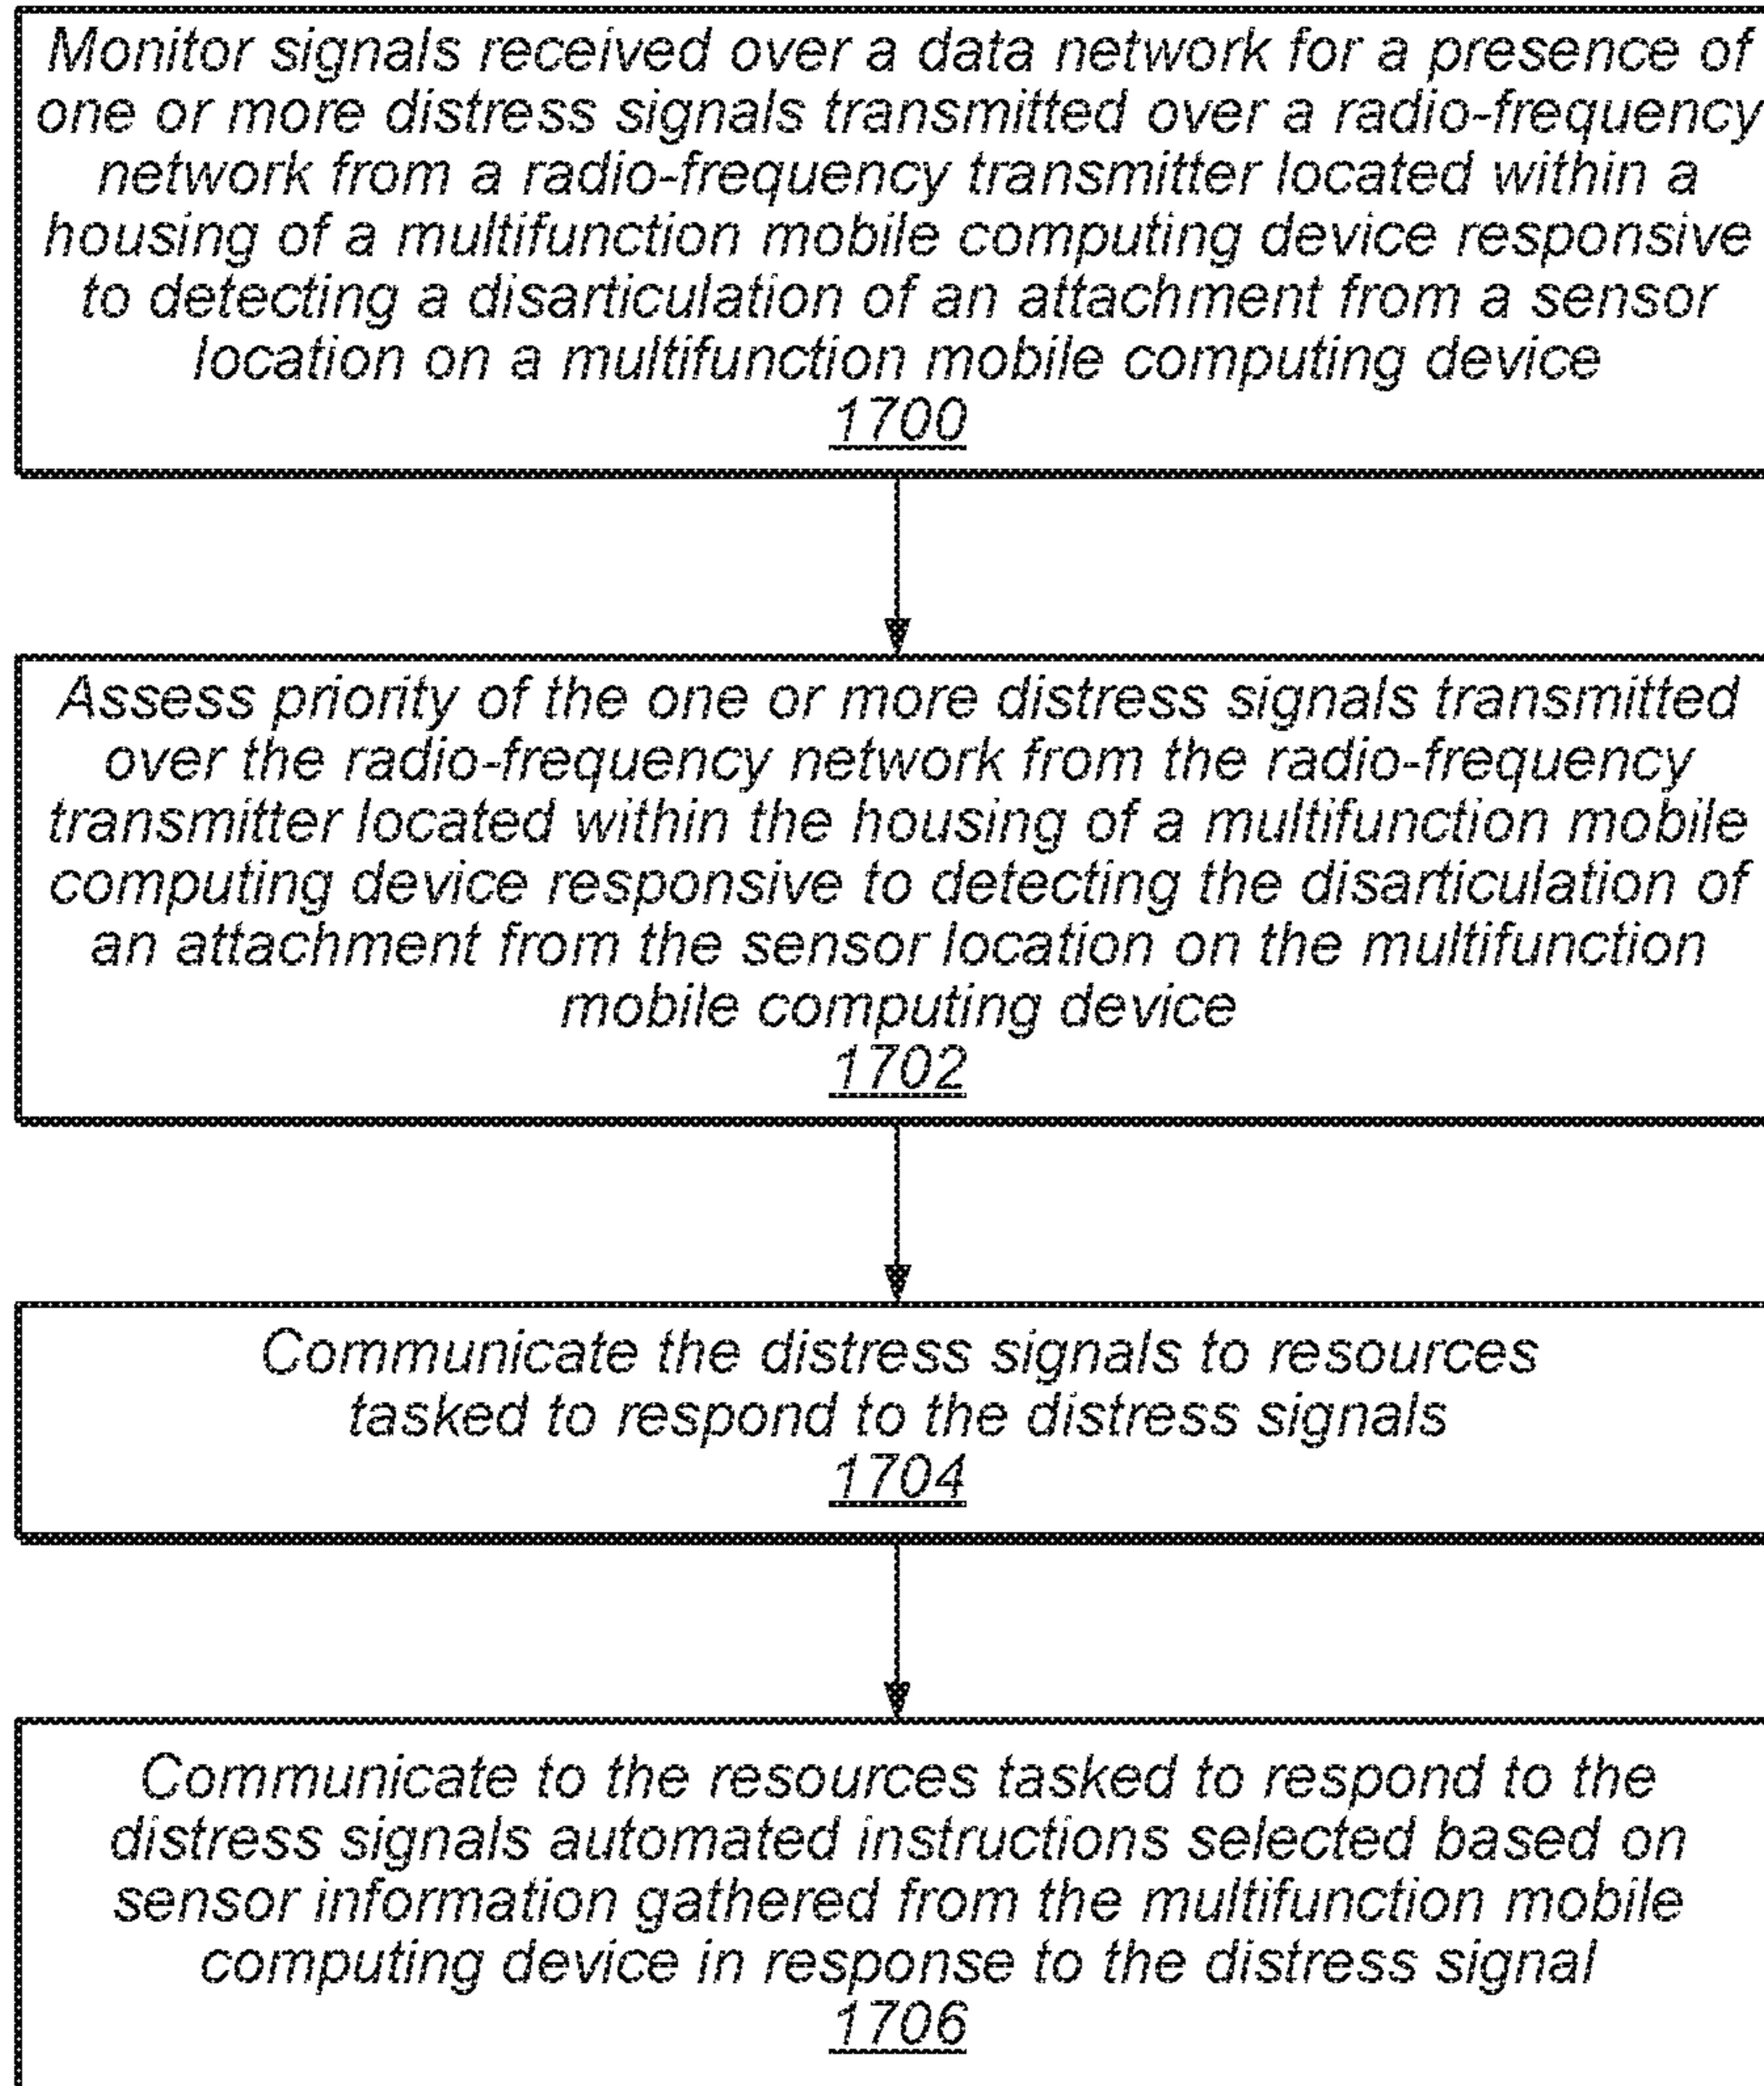 Monitor signals received over a data network for a presence of
one or more distress signals transmitted over a radio-frequency
network from a radio-frequency transmitter located within a
housing of a multifunction mobile computing device responsive
to detecting a disarticulation of an attachment from a sensor
location on a multifunction mobile computing device
1700
Assess priority of the one or more distress signals transmitted
over the radio-frequency network from the radio-frequency
transmitter located within the housing of a multifunction mobile
computing device responsive to detecting the disarticulation of
an attachment from the sensor location on the multifunction
mobile computing device
1702
Communicate the distress signals to resources
tasked to respond to the distress signals
1704
Communicate to the resources tasked to respond to the
distress signals automated instructions selected based on
sensor information gathered from the multifunction mobile
computing device in response to the distress signal
1706